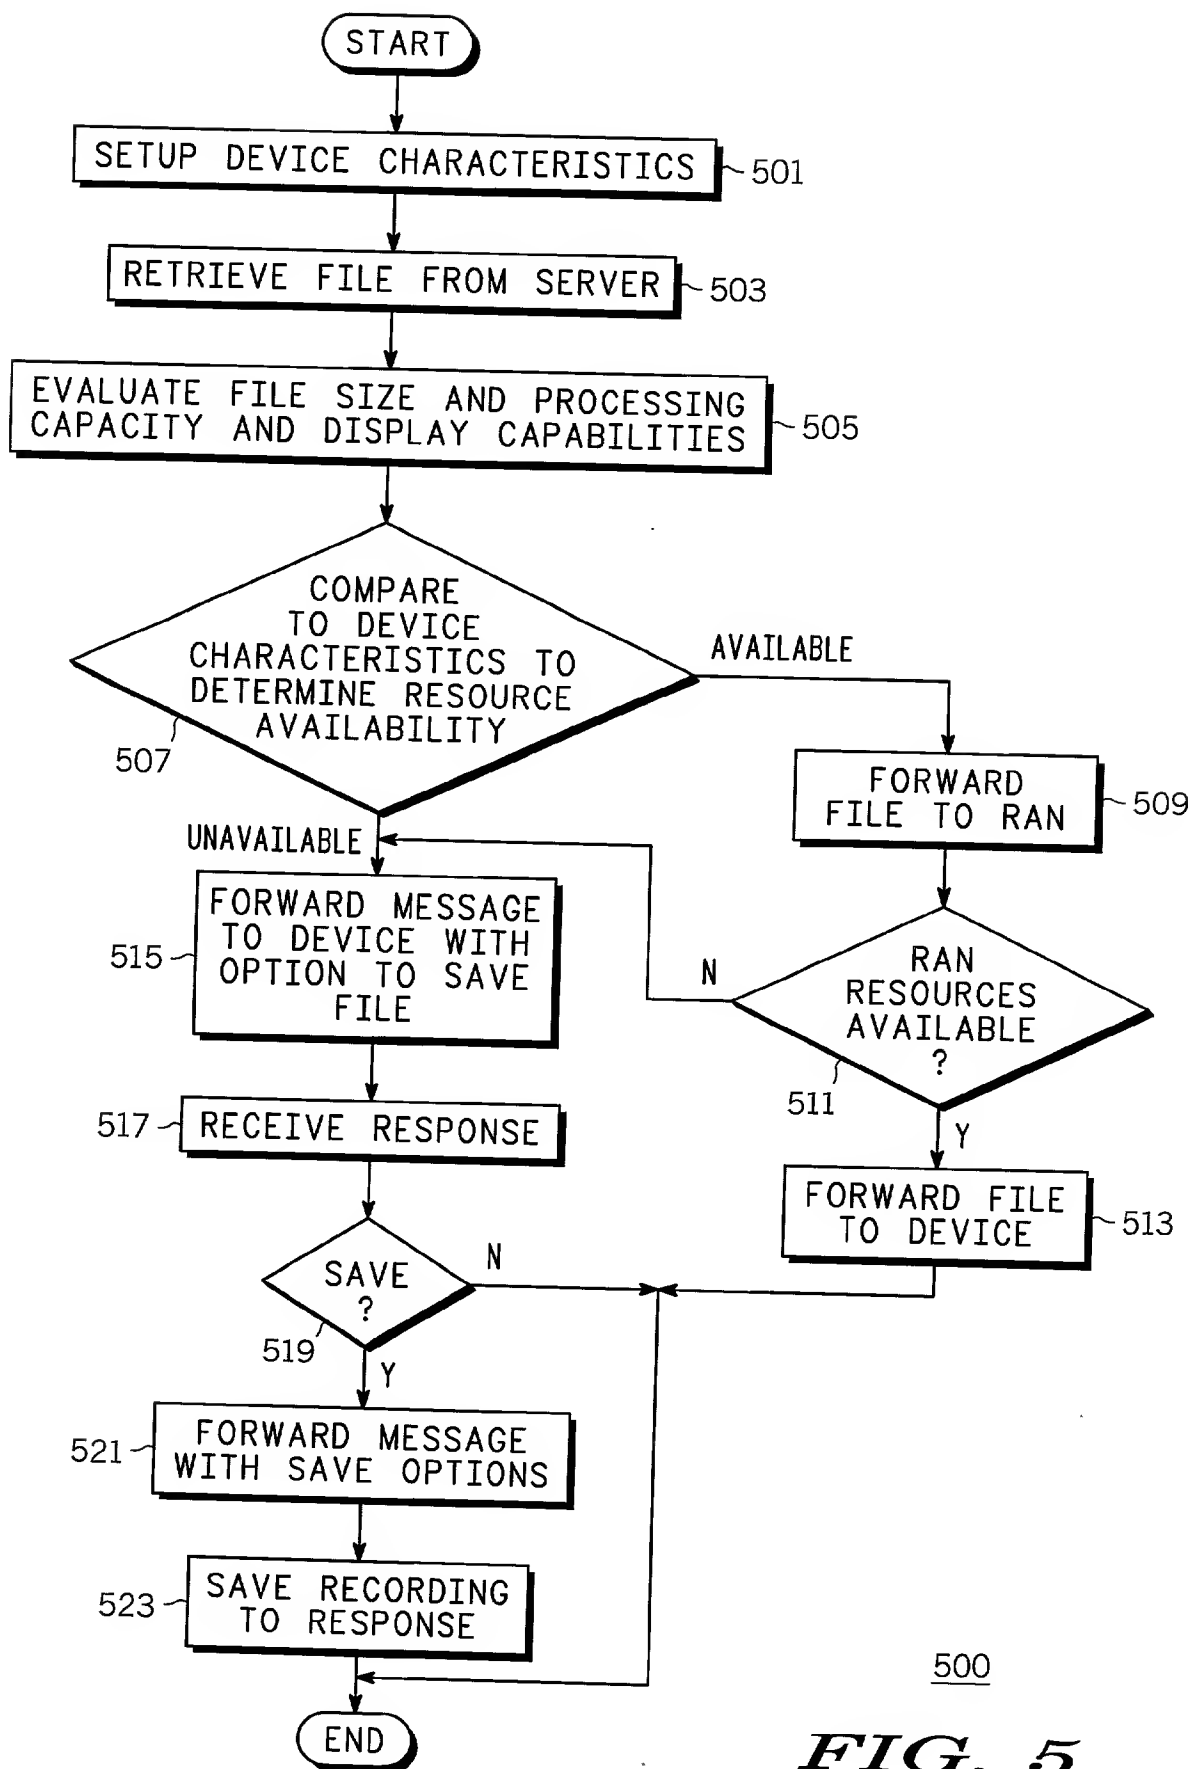 START
SETUP DEVICE CHARACTERISTICS
501
RETRIEVE FILE FROM SERVER
503
EVALUATE FILE SIZE AND PROCESSING
CAPACITY AND DISPLAY CAPABILITIES
505
COMPARE
TO DEVICE
CHARACTERISTICS TO
DETERMINE RESOURCE
AVAILABILITY
507
AVAILABLE
FORWARD
FILE TO RAN
509
UNAVAILABLE
FORWARD MESSAGE
TO DEVICE WITH
OPTION TO SAVE
FILE
515
N
RAN
RESOURCES
AVAILABLE
?
511
Y
517
RECEIVE RESPONSE
FORWARD FILE
TO DEVICE
513
SAVE
?
519
N
Y
521
FORWARD MESSAGE
WITH SAVE OPTIONS
523
SAVE RECORDING
TO RESPONSE
END
500
FIG. 5